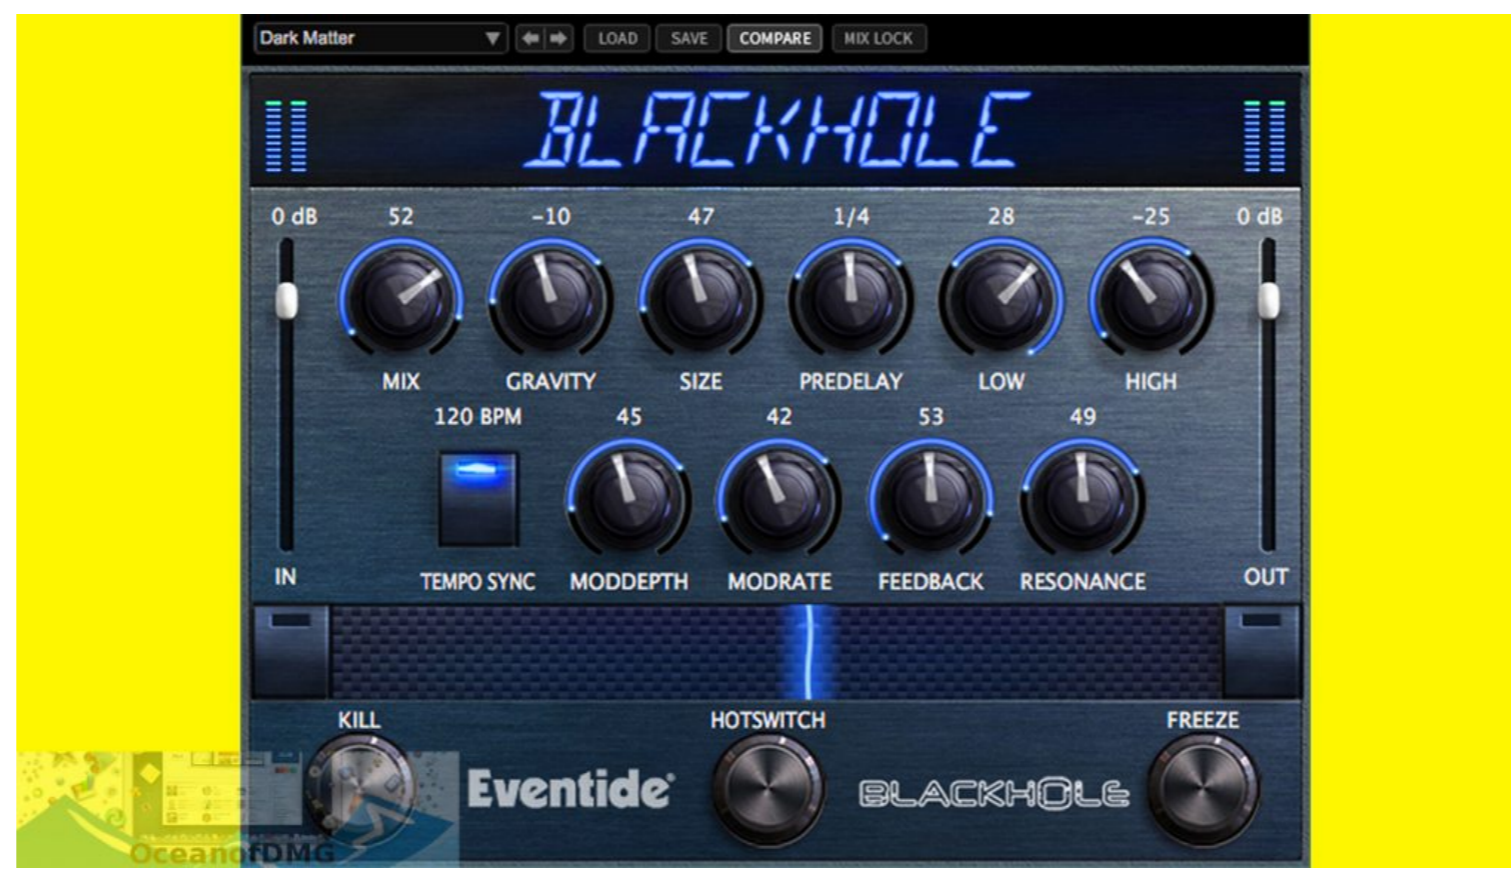 Dark Matter LOAD SAVE COMPARE MIX LOCK
BLACKHOLE
0 dB 52 -10 47 1/4 28 -25 0 dB
MIX GRAVITY SIZE PREDELAY LOW HIGH
120 BPM 45 42 53 49
IN TEMPO SYNC MODDEPTH MODRATE FEEDBACK RESONANCE OUT
KILL HOTSWITCH FREEZE
Eventide® BLACKHOLE
OceanofDMG